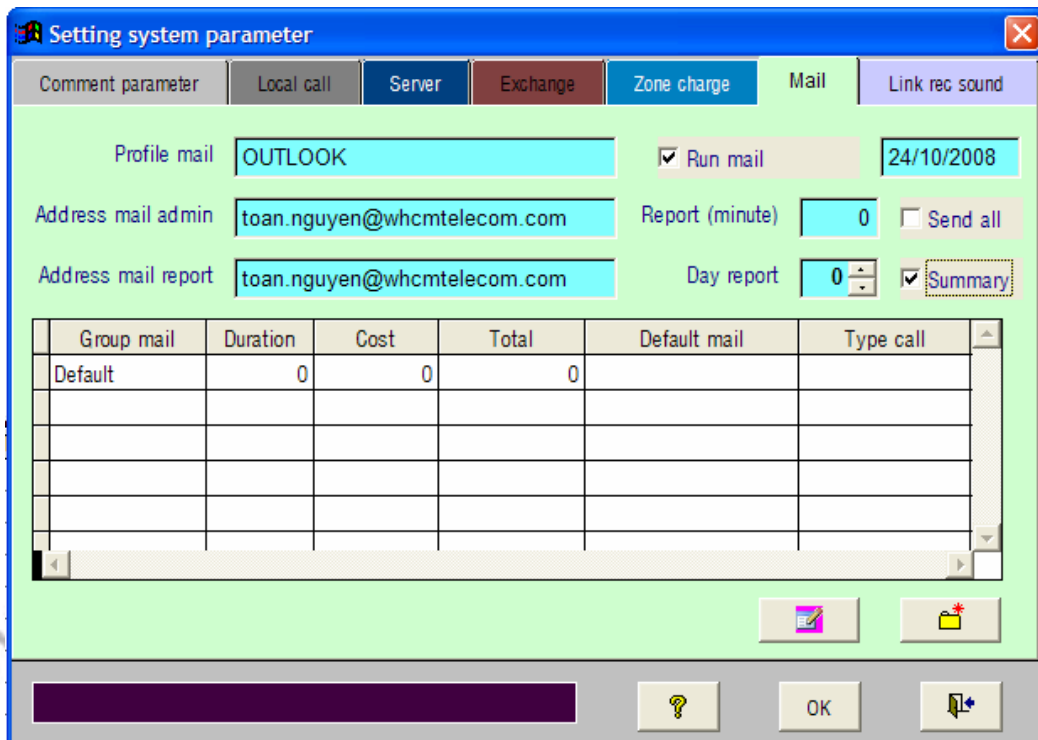 Setting system parameter
Comment parameter Local call Server Exchange Zone charge Mail Link rec sound
Profile mail OUTLOOK Run mail 24/10/2008
Address mail admin toan.nguyen@whcmtelecom.com Report (minute) 0 Send all
Address mail report toan.nguyen@whcmtelecom.com Day report 0 Summary
Group mail Duration Cost Total Default mail Type call
Default 0 0 0
? OK